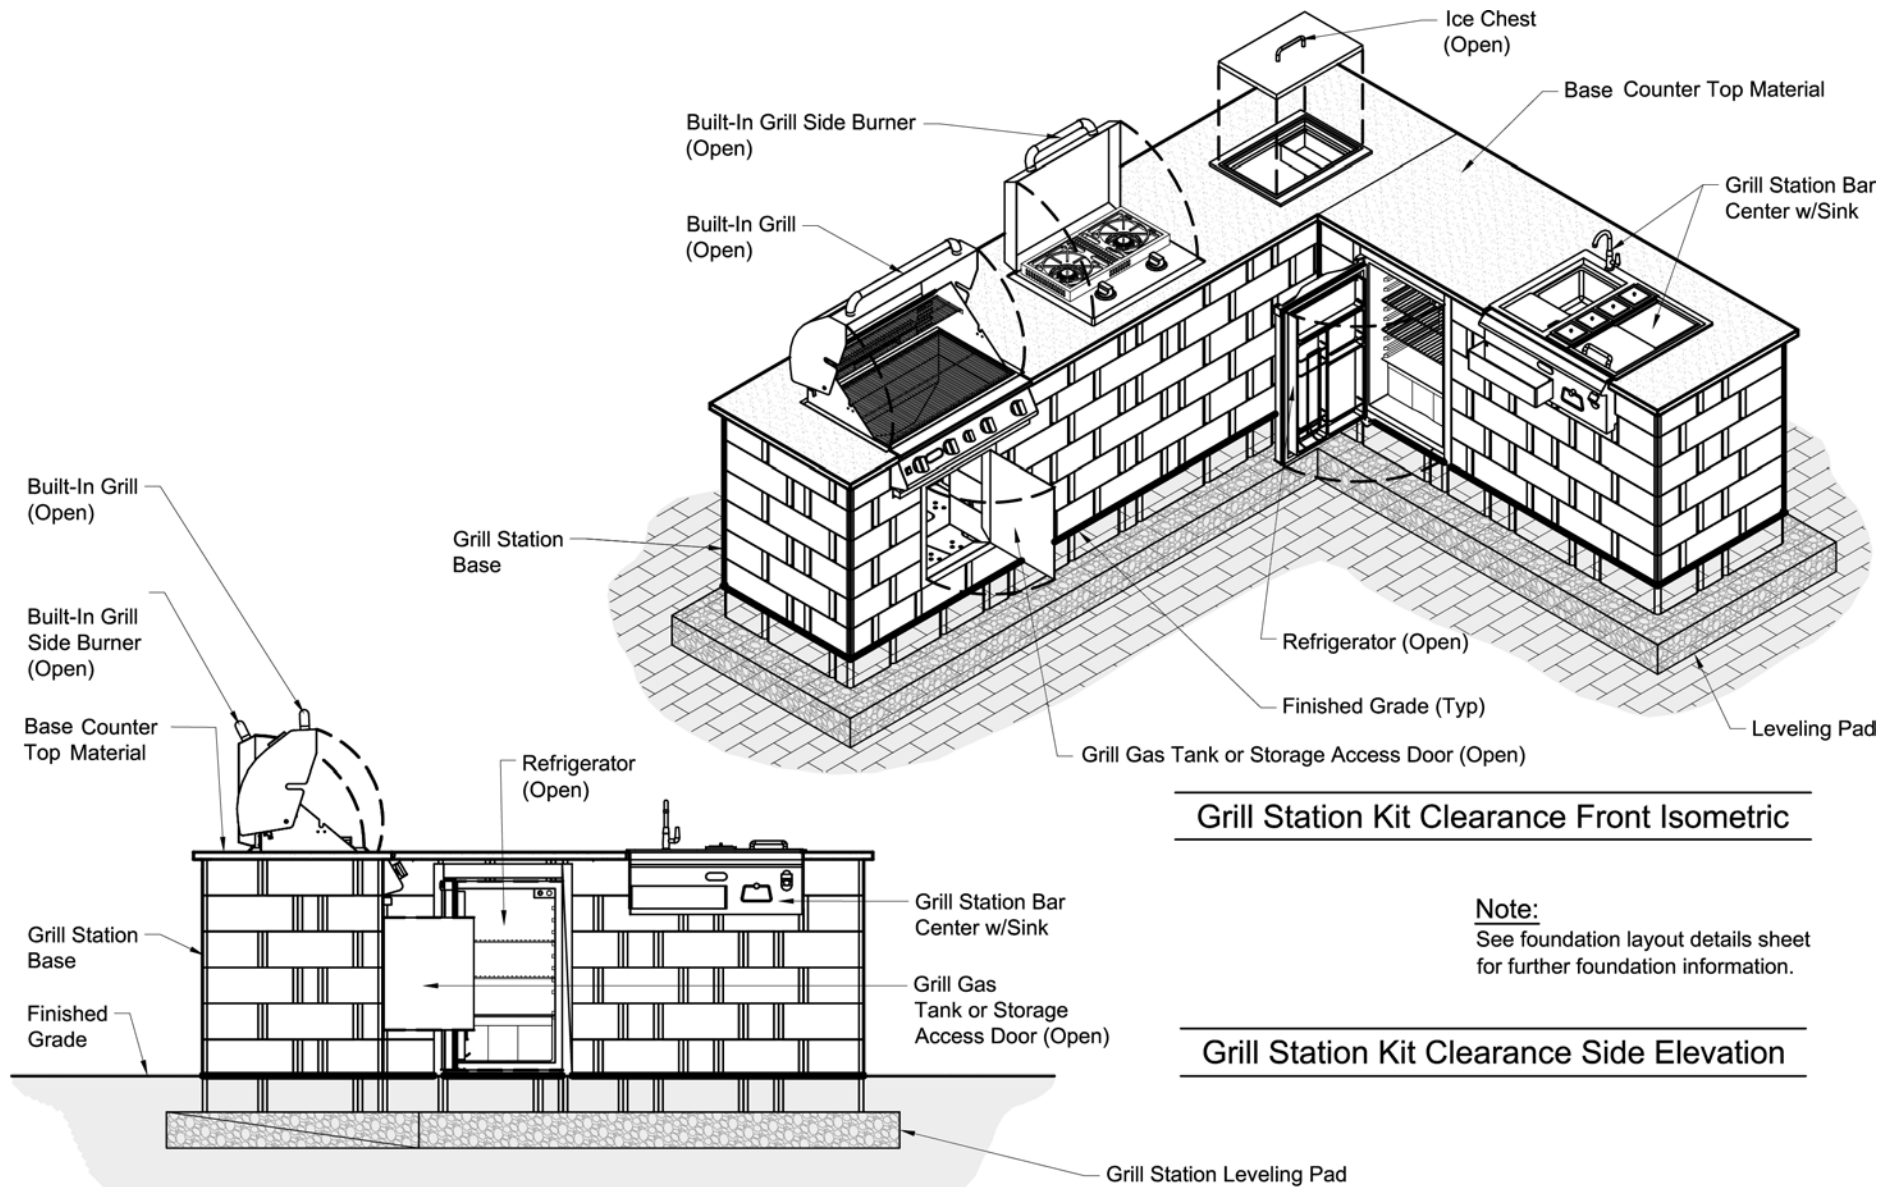 Ice Chest
(Open)
Base Counter Top Material
Built-In Grill Side Burner
(Open)
Grill Station Bar
Center w/Sink
Built-In Grill
(Open)
Built-In Grill
(Open)
Grill Station
Base
Built-In Grill
Side Burner
(Open)
Refrigerator (Open)
Finished Grade (Typ)
Leveling Pad
Grill Gas Tank or Storage Access Door (Open)
Base Counter
Top Material
Refrigerator
(Open)
Grill Station Kit Clearance Front Isometric
Grill Station Bar
Center w/Sink
Note:
See foundation layout details sheet
for further foundation information.
Grill Station
Base
Grill Gas
Tank or Storage
Access Door (Open)
Finished
Grade
Grill Station Kit Clearance Side Elevation
Grill Station Leveling Pad